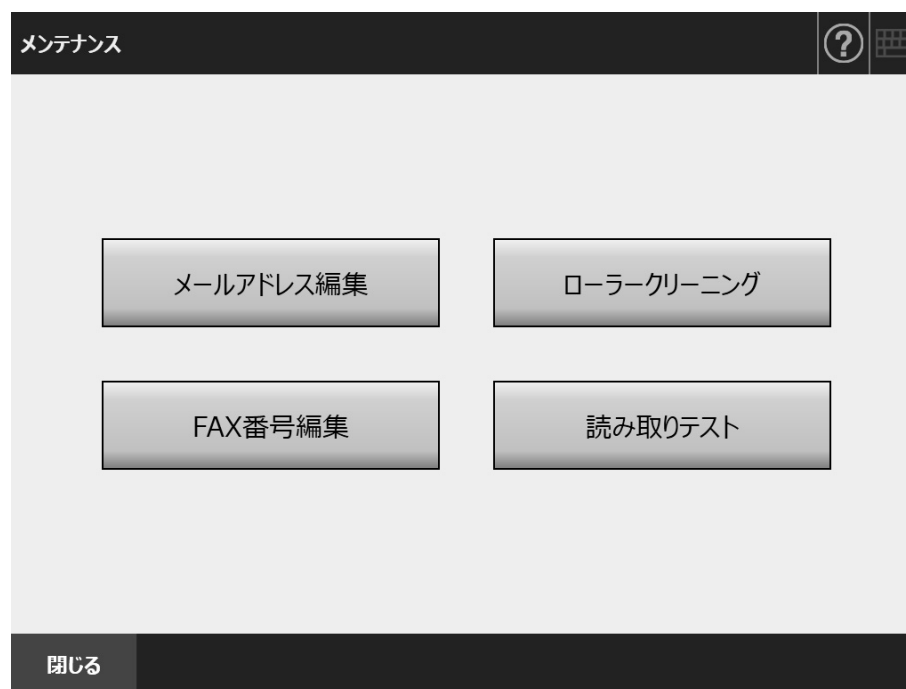 メンテナンス
?
メールアドレス編集
ローラークリーニング
FAX番号編集
読み取りテスト
閉じる